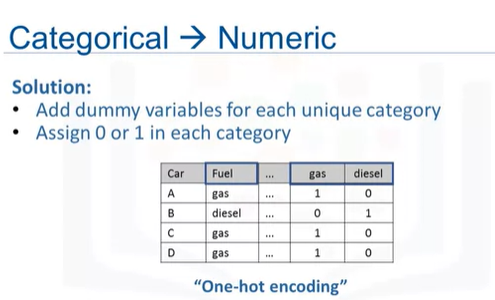 Categorical → Numeric
Solution:
• Add dummy variables for each unique category
• Assign 0 or 1 in each category
Car Fuel ... gas diesel
A gas ... 1 0
B diesel ... 0 1
C gas ... 1 0
D gas ... 1 0
“One-hot encoding”